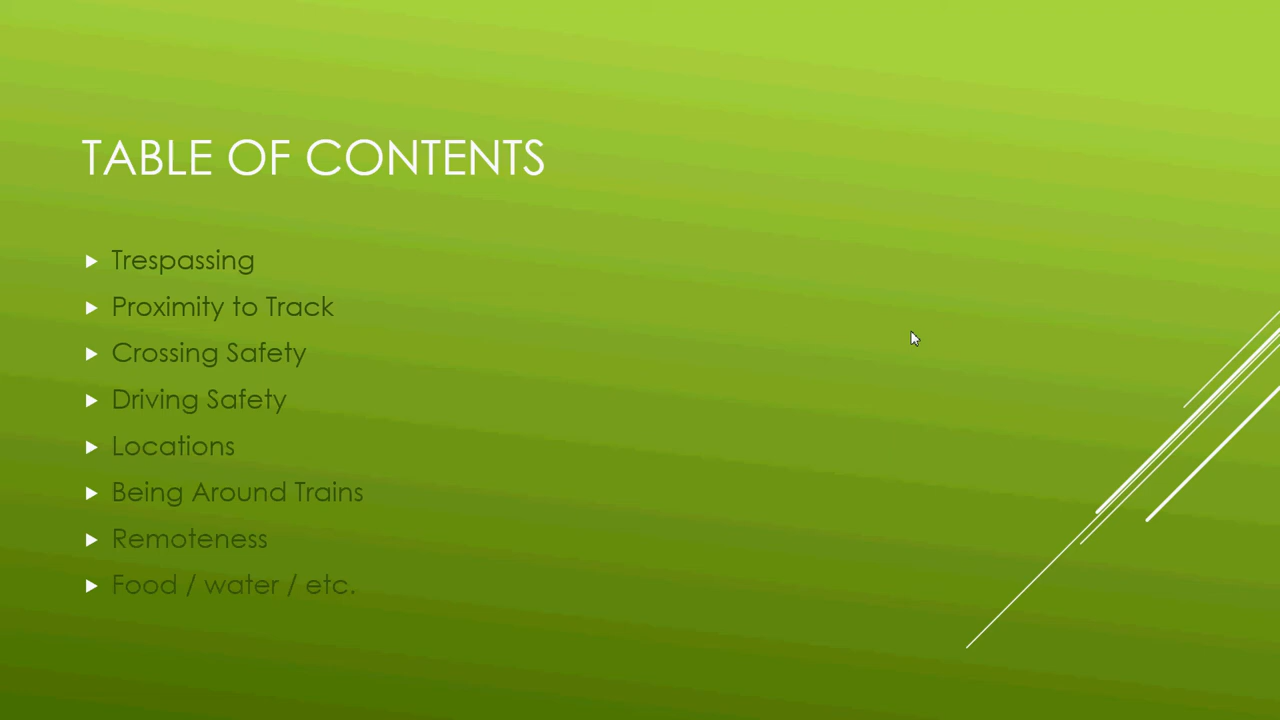 TABLE OF CONTENTS
Trespassing
Proximity to Track
Crossing Safety
Driving Safety
Locations
Being Around Trains
Remoteness
Food / water / etc.